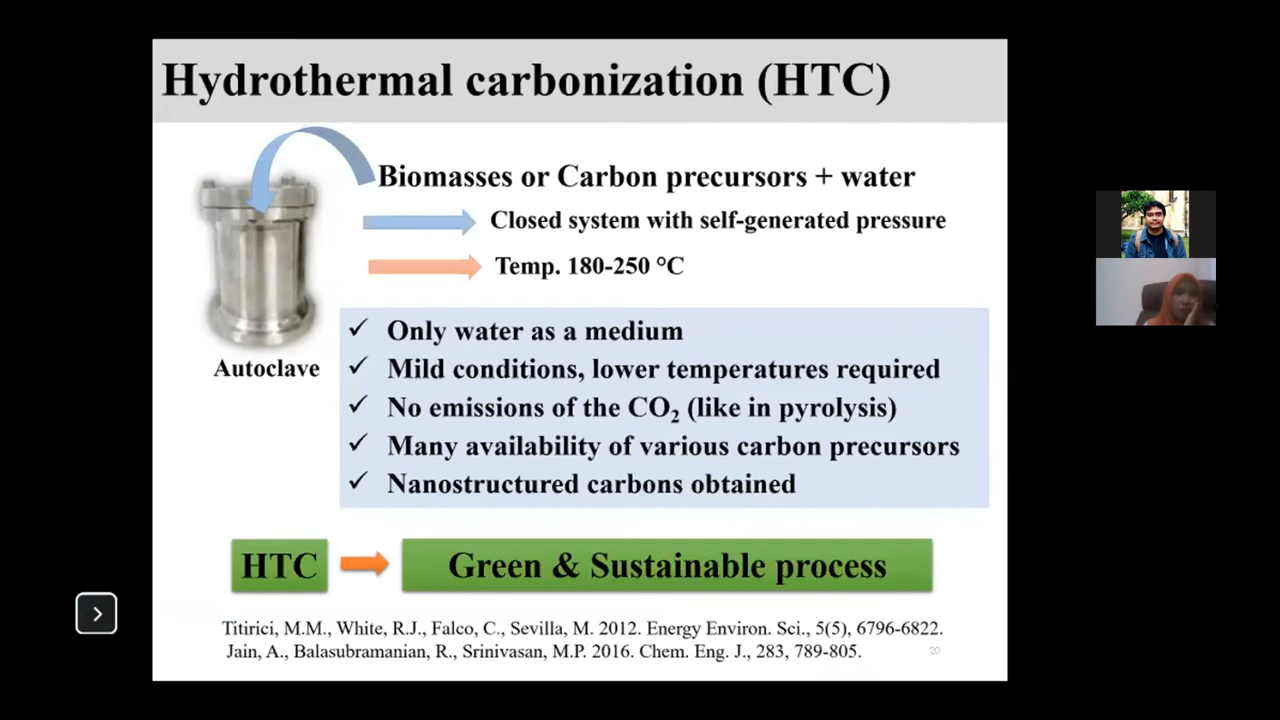 Hydrothermal carbonization (HTC)
Biomasses or Carbon precursors + water
Closed system with self-generated pressure
Temp. 180-250 °C
Autoclave
✓ Only water as a medium
✓ Mild conditions, lower temperatures required
✓ No emissions of the CO₂ (like in pyrolysis)
✓ Many availability of various carbon precursors
✓ Nanostructured carbons obtained
HTC
Green & Sustainable process
Titirici, M.M., White, R.J., Falco, C., Sevilla, M. 2012. Energy Environ. Sci., 5(5), 6796-6822.
Jain, A., Balasubramanian, R., Srinivasan, M.P. 2016. Chem. Eng. J., 283, 789-805.
20